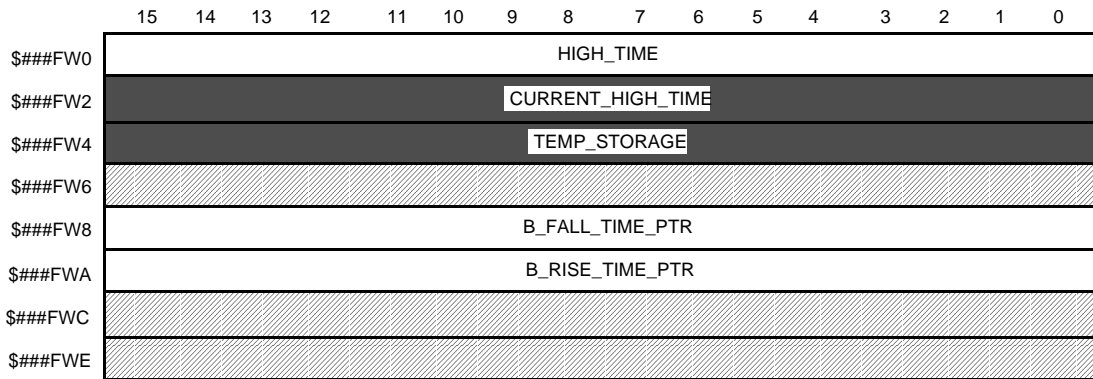 15 14 13 12 11 10 9 8 7 6 5 4 3 2 1 0
$###FW0 HIGH_TIME
$###FW2 CURRENT_HIGH_TIME
$###FW4 TEMP_STORAGE
$###FW6
$###FW8 B_FALL_TIME_PTR
$###FWA B_RISE_TIME_PTR
$###FWC
$###FWE